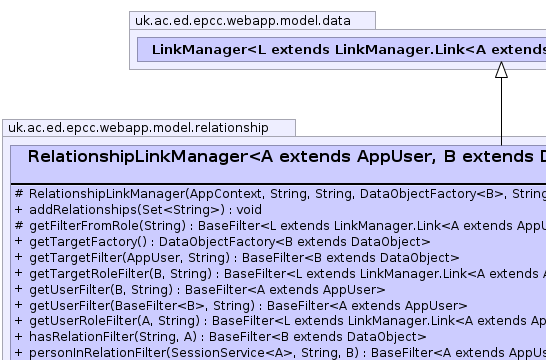 uk.ac.ed.epcc.webapp.model.data
LinkManager<L extends LinkManager.Link<A extends
uk.ac.ed.epcc.webapp.model.relationship
RelationshipLinkManager<A extends AppUser, B extends D
# RelationshipLinkManager(AppContext, String, String, DataObjectFactory<B>, String
+ addRelationships(Set<String>) : void
# getFilterFromRole(String) : BaseFilter<L extends LinkManager.Link<A extends AppU
+ getTargetFactory() : DataObjectFactory<B extends DataObject>
+ getTargetFilter(AppUser, String) : BaseFilter<B extends DataObject>
+ getTargetRoleFilter(B, String) : BaseFilter<L extends LinkManager.Link<A extends A
+ getUserFilter(B, String) : BaseFilter<A extends AppUser>
+ getUserFilter(BaseFilter<B>, String) : BaseFilter<A extends AppUser>
+ getUserRoleFilter(A, String) : BaseFilter<L extends LinkManager.Link<A extends Ap
+ hasRelationFilter(String, A) : BaseFilter<B extends DataObject>
+ personInRelationFilter(SessionService<A>, String, B) : BaseFilter<A extends AppUs